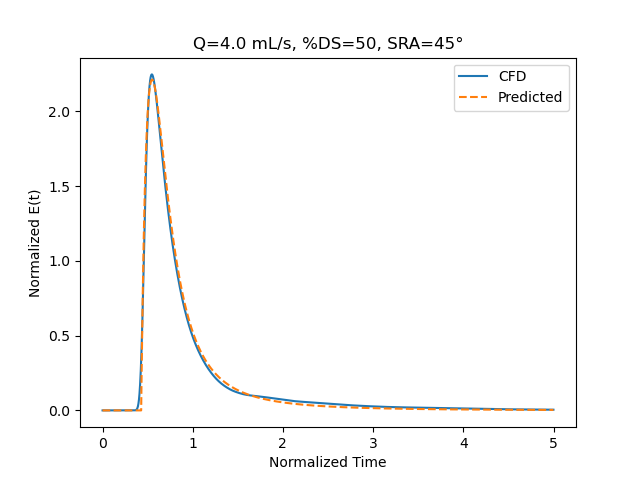 Q=4.0 mL/s, %DS=50, SRA=45°
CFD
Predicted
Normalized E(t)
2.0
1.5
1.0
0.5
0.0
0 1 2 3 4 5
Normalized Time